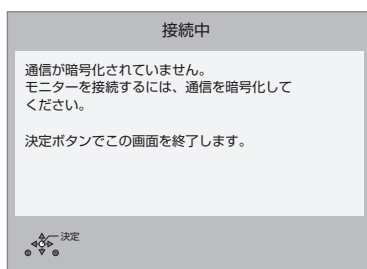 接続中
通信が暗号化されていません。
モニターを接続するには、通信を暗号化して
ください。
決定ボタンでこの画面を終了します。
決定